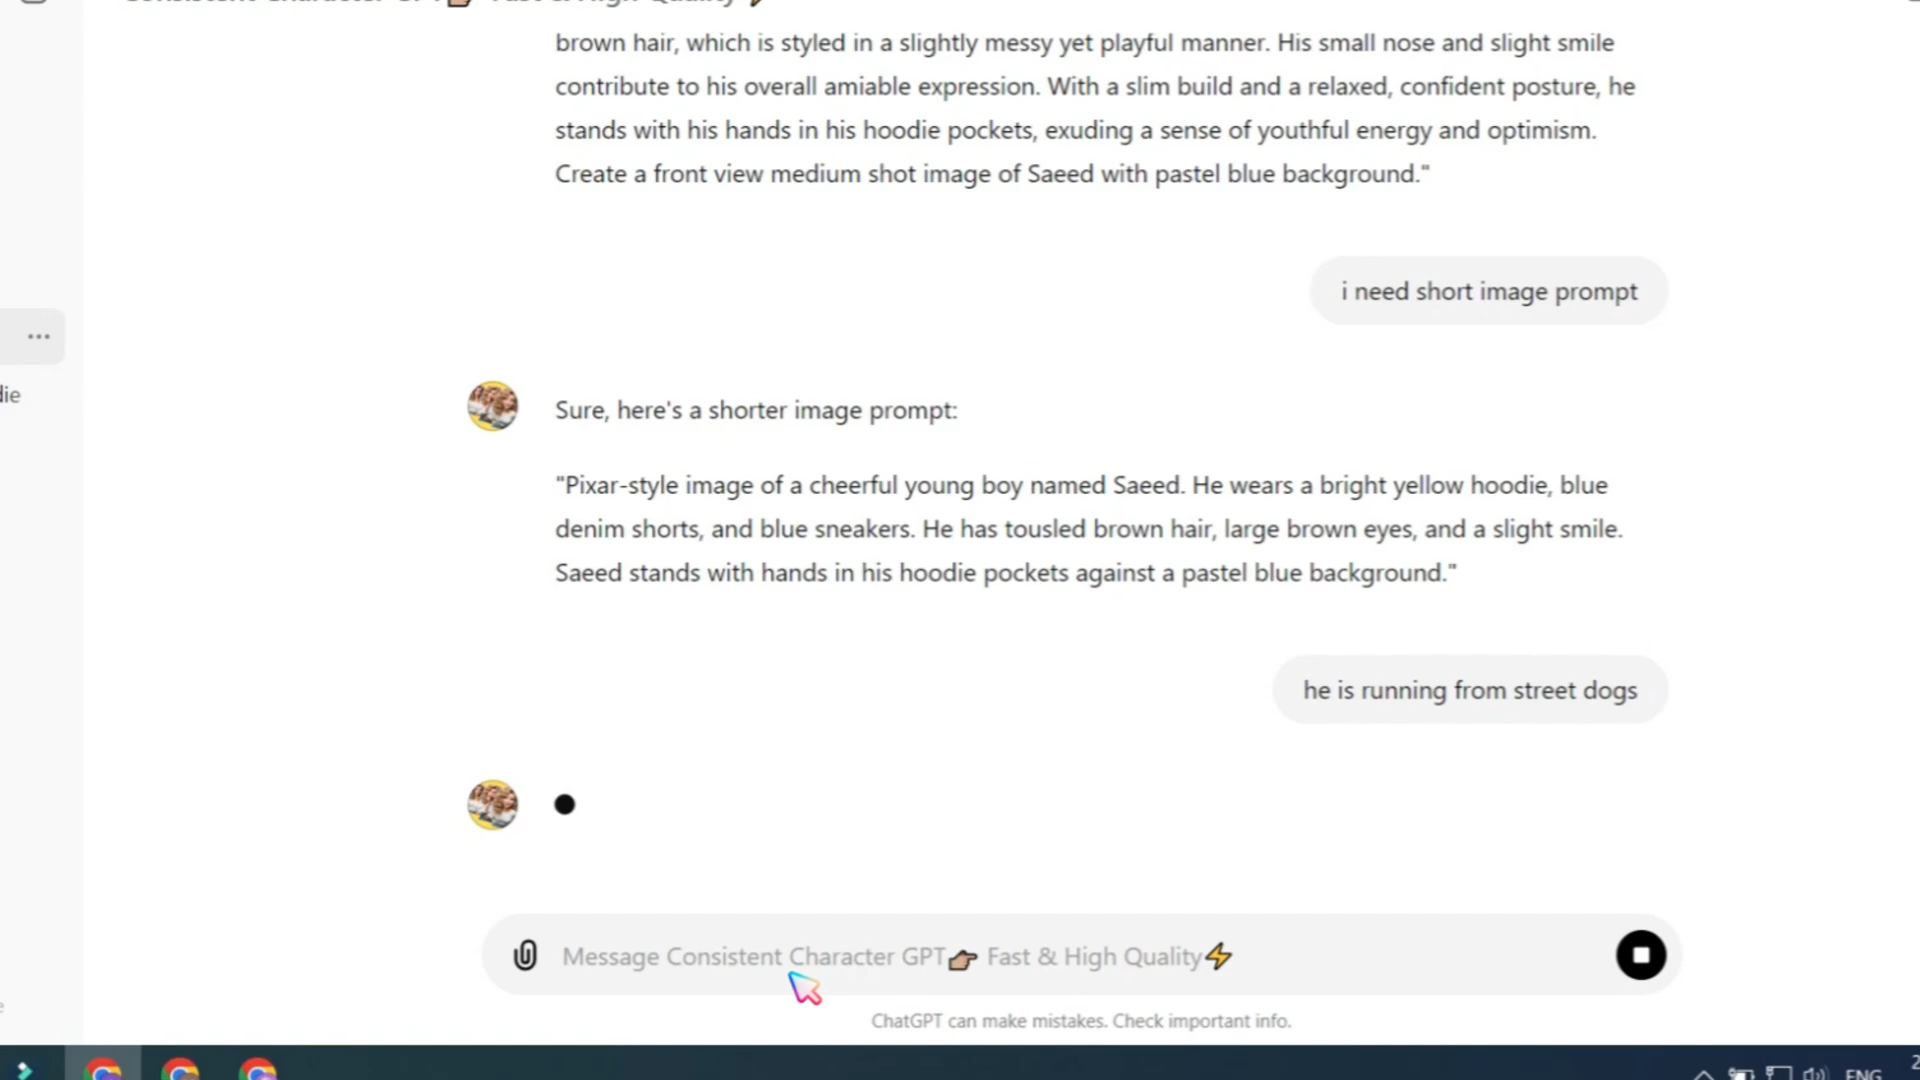 brown hair, which is styled in a slightly messy yet playful manner. His small nose and slight smile
contribute to his overall amiable expression. With a slim build and a relaxed, confident posture, he
stands with his hands in his hoodie pockets, exuding a sense of youthful energy and optimism.
Create a front view medium shot image of Saeed with pastel blue background."
i need short image prompt
die
Sure, here's a shorter image prompt:
"Pixar-style image of a cheerful young boy named Saeed. He wears a bright yellow hoodie, blue
denim shorts, and blue sneakers. He has tousled brown hair, large brown eyes, and a slight smile.
Saeed stands with hands in his hoodie pockets against a pastel blue background."
he is running from street dogs
Message Consistent Character GPT👉🏽 Fast & High Quality⚡
ChatGPT can make mistakes. Check important info.
ENG